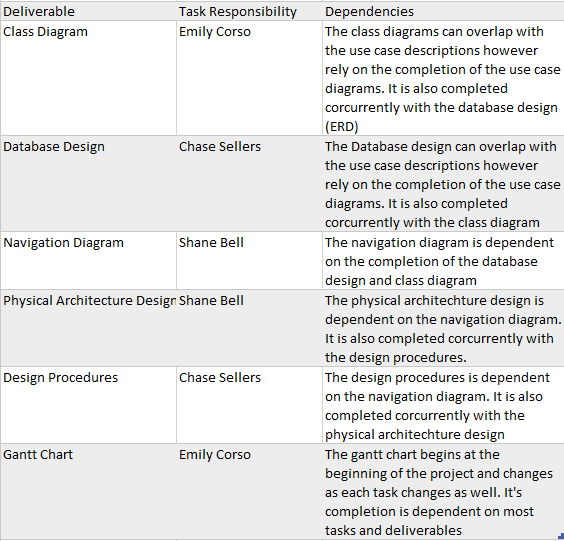 Deliverable Task Responsibility Dependencies
Class Diagram Emily Corso The class diagrams can overlap with
the use case descriptions however
rely on the completion of the use case
diagrams. It is also completed
corcurrently with the database design
(ERD)
Database Design Chase Sellers The Database design can overlap with
the use case descriptions however
rely on the completion of the use case
diagrams. It is also completed
corcurrently with the class diagram
Navigation Diagram Shane Bell The navigation diagram is dependent
on the completion of the database
design and class diagram
Physical Architecture Design Shane Bell The physical architechture design is
dependent on the navigation diagram.
It is also completed corcurrently with
the design procedures.
Design Procedures Chase Sellers The design procedures is dependent
on the navigation diagram. It is also
completed corcurrently with the
physical architechture design
Gantt Chart Emily Corso The gantt chart begins at the
beginning of the project and changes
as each task changes as well. It's
completion is dependent on most
tasks and deliverables